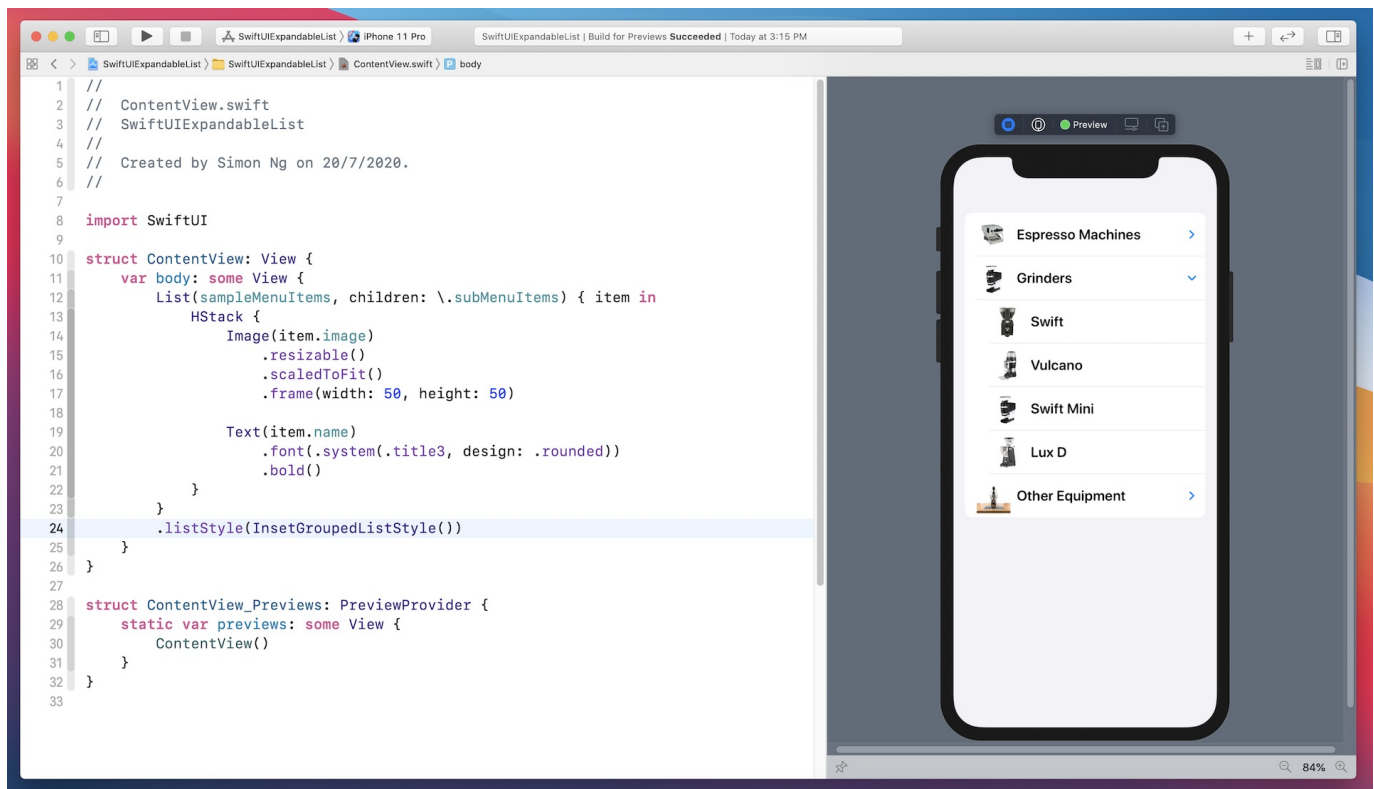 SwiftUIExpandableList 〉 iPhone 11 Pro
SwiftUIExpandableList | Build for Previews Succeeded | Today at 3:15 PM
SwiftUIExpandableList 〉 SwiftUIExpandableList 〉 ContentView.swift 〉 P body
1 //
2 //  ContentView.swift
3 //  SwiftUIExpandableList
4 //
5 //  Created by Simon Ng on 20/7/2020.
6 //
7
8 import SwiftUI
9
10 struct ContentView: View {
11     var body: some View {
12         List(sampleMenuItems, children: \.subMenuItems) { item in
13             HStack {
14                 Image(item.image)
15                     .resizable()
16                     .scaledToFit()
17                     .frame(width: 50, height: 50)
18
19                 Text(item.name)
20                     .font(.system(.title3, design: .rounded))
21                     .bold()
22             }
23         }
24         .listStyle(InsetGroupedListStyle())
25     }
26 }
27
28 struct ContentView_Previews: PreviewProvider {
29     static var previews: some View {
30         ContentView()
31     }
32 }
33
Preview
Espresso Machines
Grinders
Swift
Vulcano
Swift Mini
Lux D
Other Equipment
84%